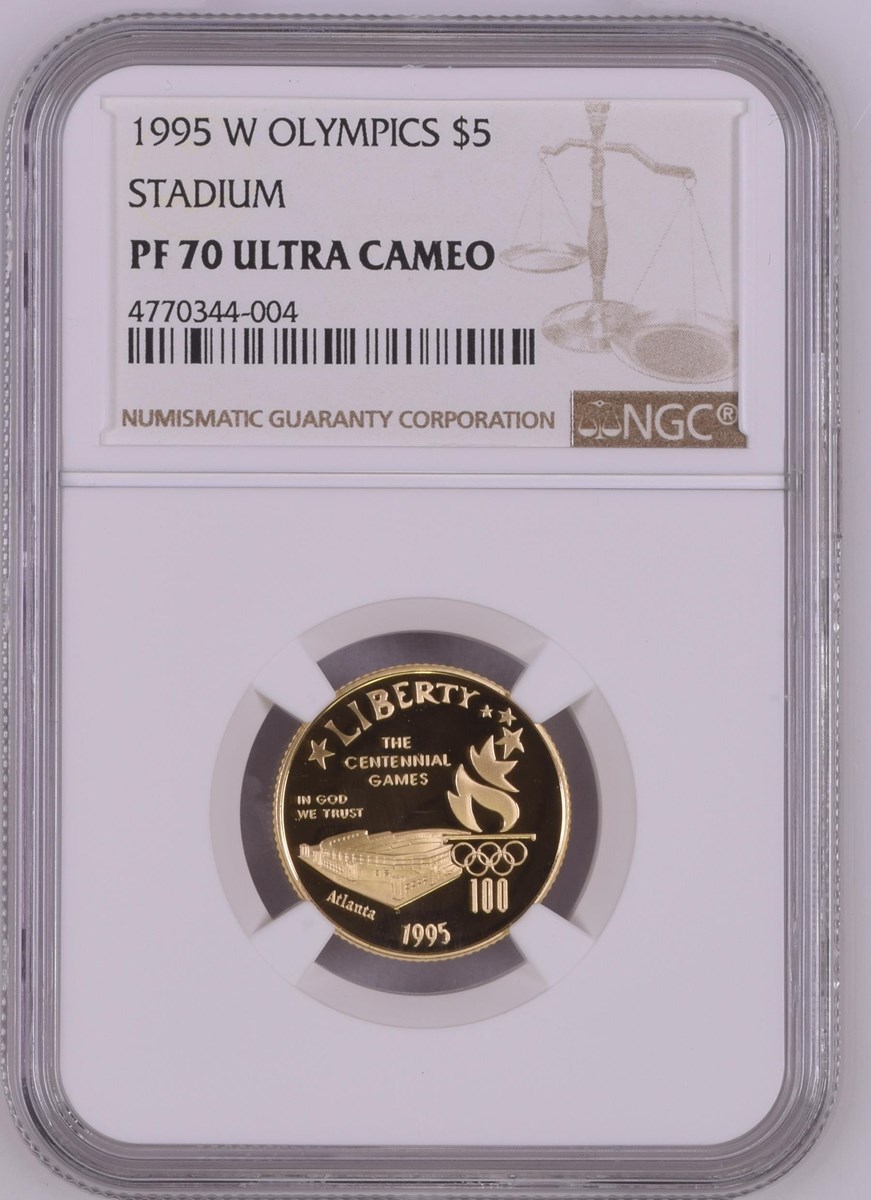 1995 W OLYMPICS $5
STADIUM
PF 70 ULTRA CAMEO
4770344-004
NUMISMATIC GUARANTY CORPORATION
NGC®
LIBERTY
THE
CENTENNIAL
GAMES
IN GOD
WE TRUST
100
Atlanta
1995